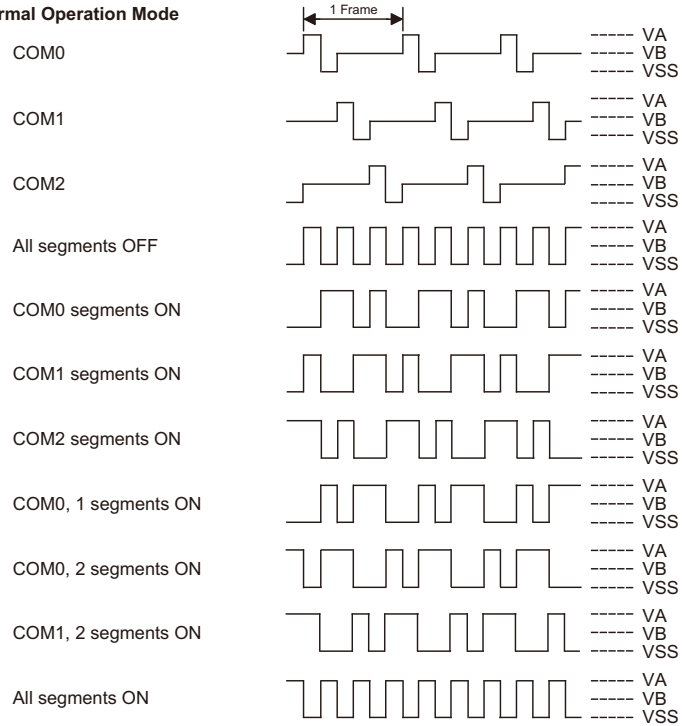 rmal Operation Mode
1 Frame
COM0
VA
VB
VSS
COM1
VA
VB
VSS
COM2
VA
VB
VSS
All segments OFF
VA
VB
VSS
COM0 segments ON
VA
VB
VSS
COM1 segments ON
VA
VB
VSS
COM2 segments ON
VA
VB
VSS
COM0, 1 segments ON
VA
VB
VSS
COM0, 2 segments ON
VA
VB
VSS
COM1, 2 segments ON
VA
VB
VSS
All segments ON
VA
VB
VSS